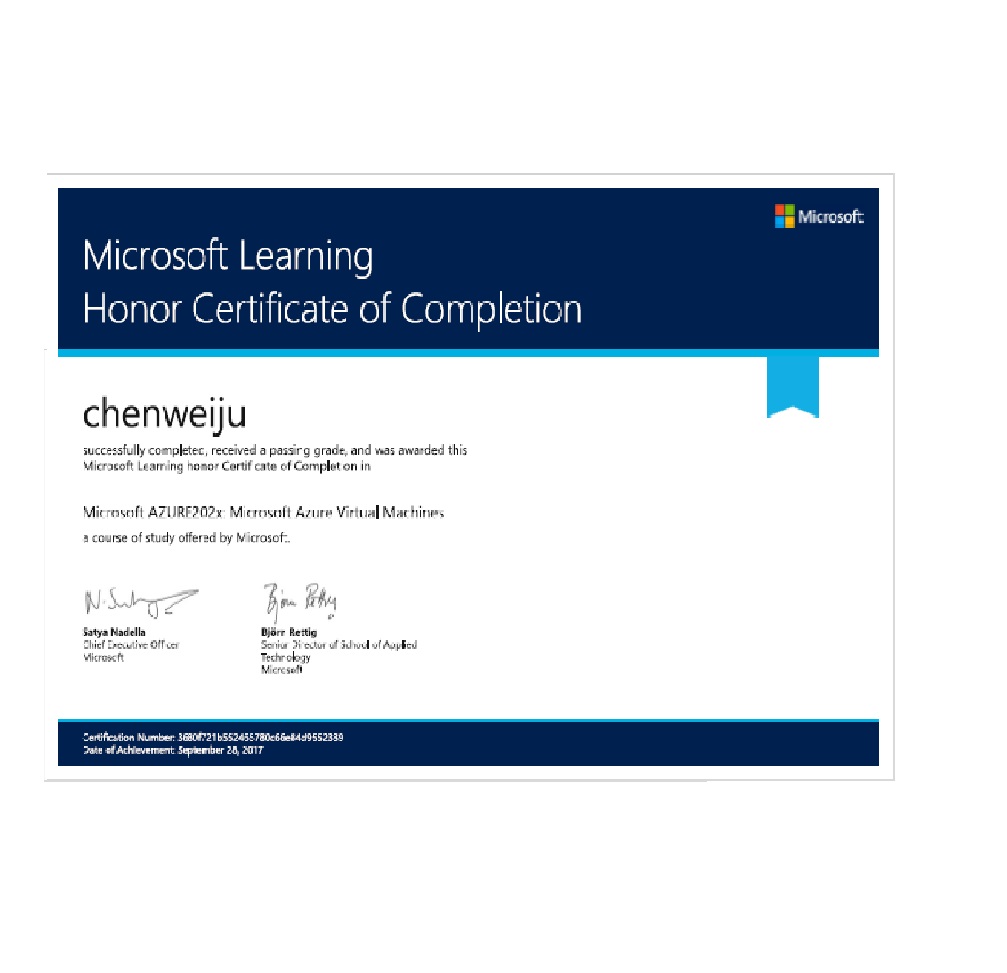 Microsoft
Microsoft Learning
Honor Certificate of Completion
chenweiju
successfully completed, received a passing grade, and was awarded this
Microsoft Learning honor Certificate of Completion in
Microsoft AZURE202x: Microsoft Azure Virtual Machines
a course of study offered by Microsoft.
Satya Nadella
Chief Executive Officer
Microsoft
Björn Rettig
Senior Director of School of Applied
Technology
Microsoft
Certification Number:
Date of Achievement: September 28, 2017